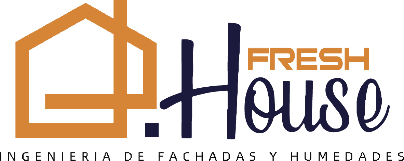 FRESH
House
INGENIERIA DE FACHADAS Y HUMEDADES